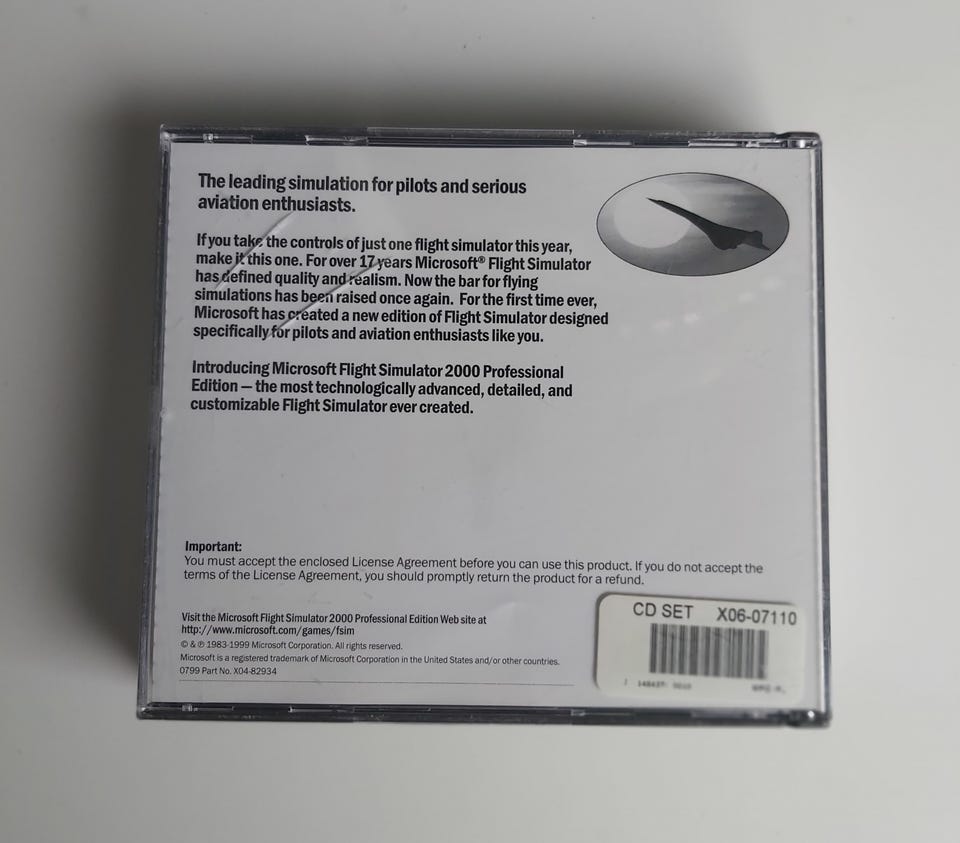 The leading simulation for pilots and serious
aviation enthusiasts.
If you take the controls of just one flight simulator this year,
make it this one. For over 17 years Microsoft® Flight Simulator
has defined quality and realism. Now the bar for flying
simulations has been raised once again. For the first time ever,
Microsoft has created a new edition of Flight Simulator designed
specifically for pilots and aviation enthusiasts like you.
Introducing Microsoft Flight Simulator 2000 Professional
Edition — the most technologically advanced, detailed, and
customizable Flight Simulator ever created.
Important:
You must accept the enclosed License Agreement before you can use this product. If you do not accept the
terms of the License Agreement, you should promptly return the product for a refund.
Visit the Microsoft Flight Simulator 2000 Professional Edition Web site at
http://www.microsoft.com/games/fsim
© & ℗ 1983-1999 Microsoft Corporation. All rights reserved.
Microsoft is a registered trademark of Microsoft Corporation in the United States and/or other countries.
0799 Part No. X04-82934
CD SET X06-07110